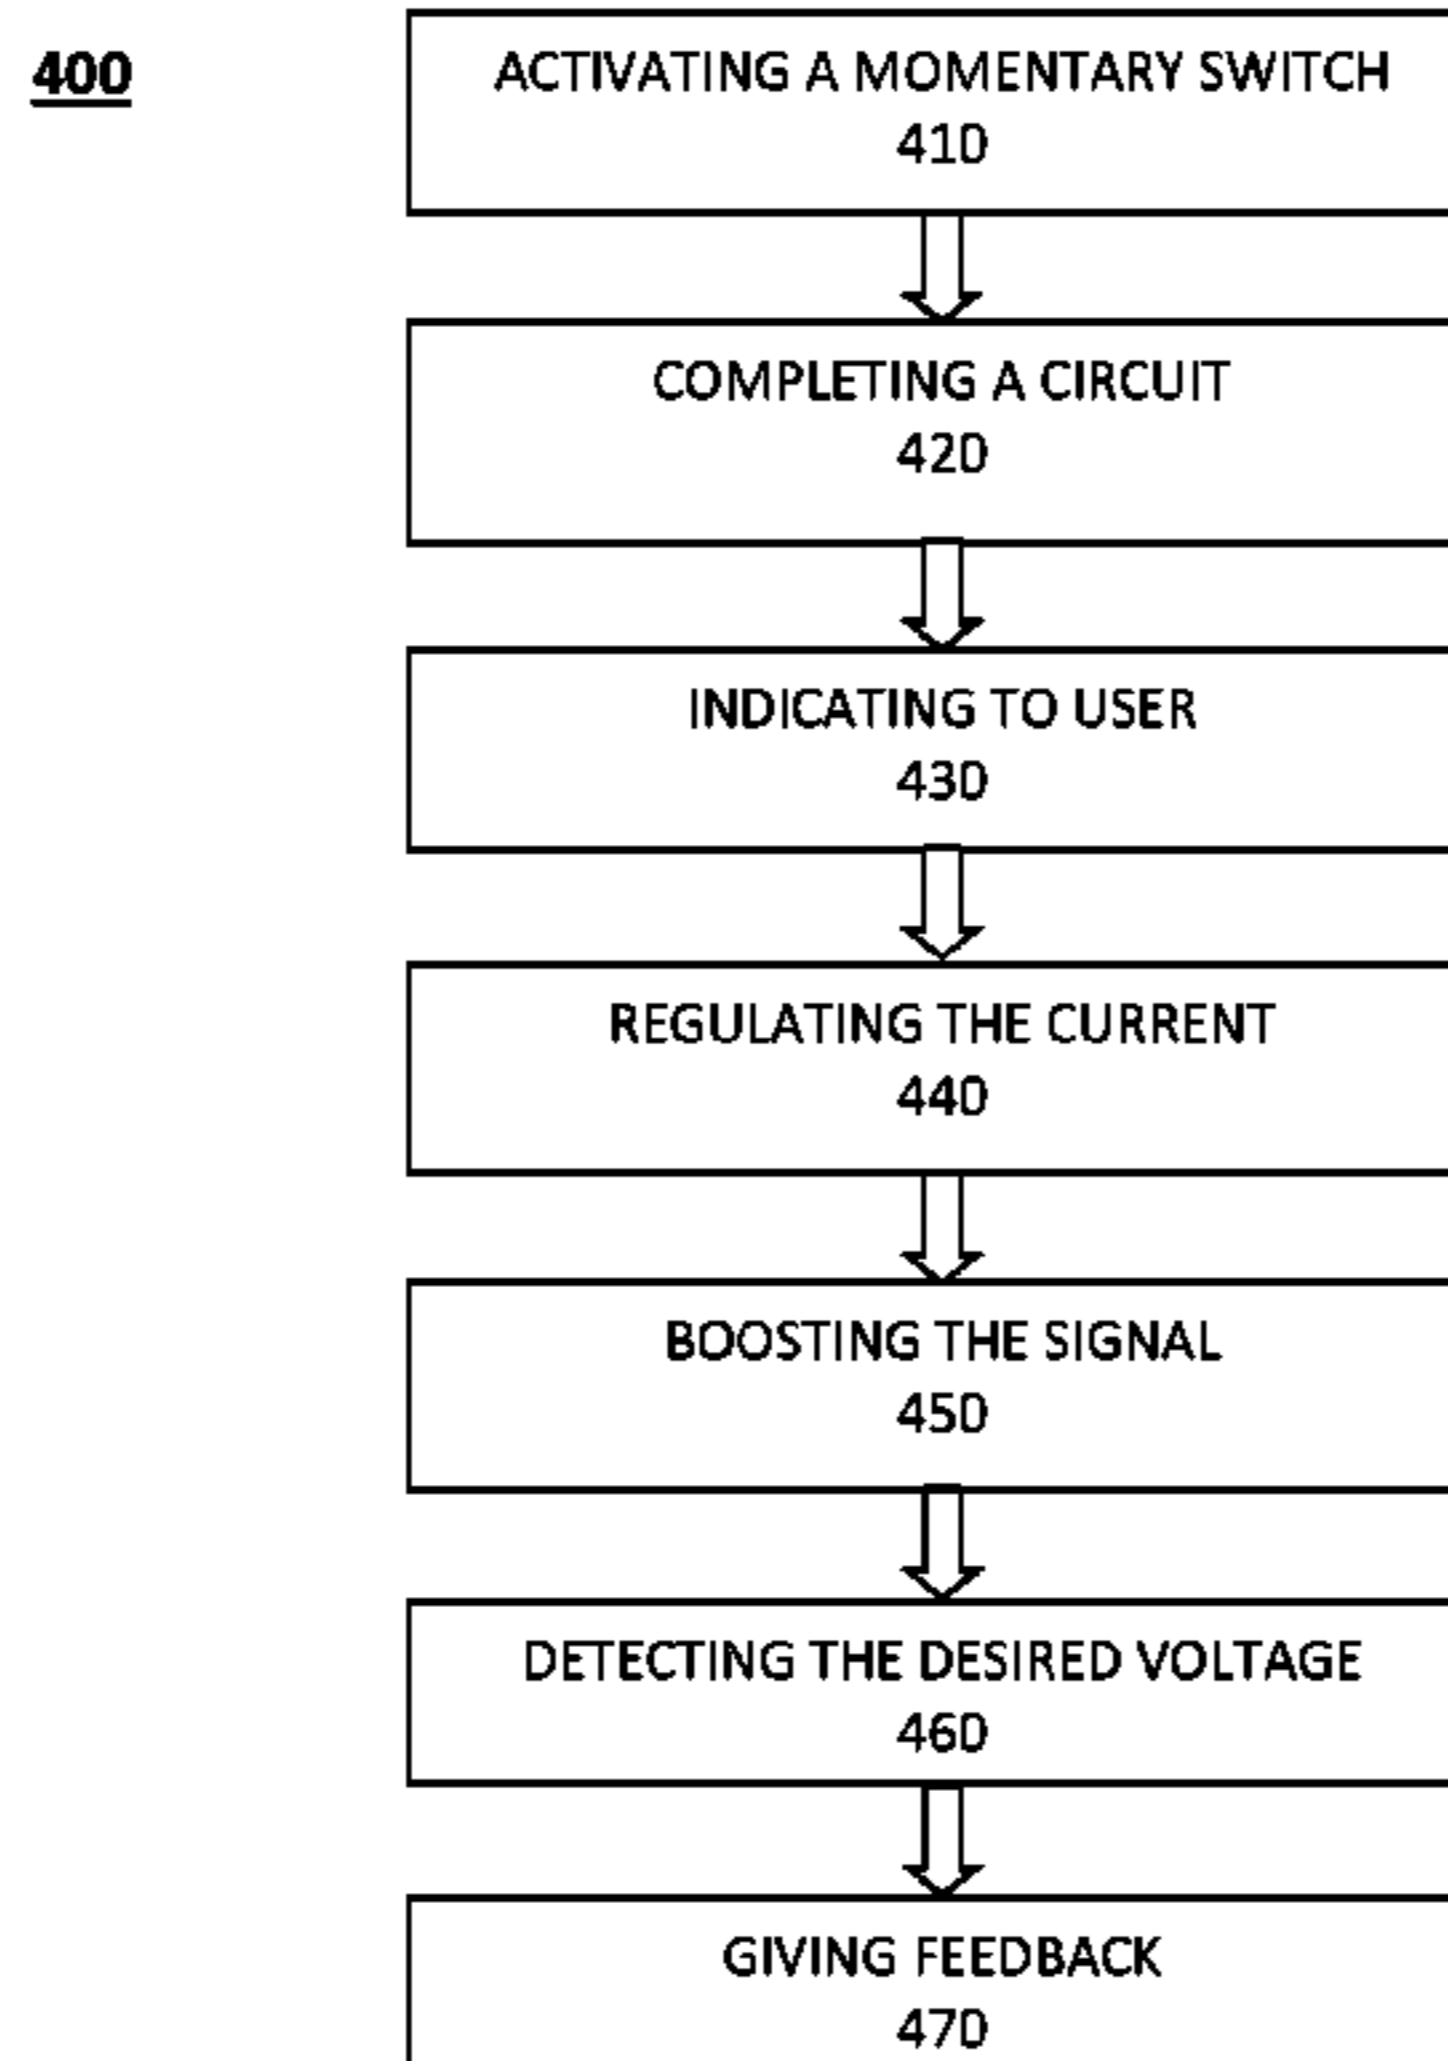 400
ACTIVATING A MOMENTARY SWITCH
410
COMPLETING A CIRCUIT
420
INDICATING TO USER
430
REGULATING THE CURRENT
440
BOOSTING THE SIGNAL
450
DETECTING THE DESIRED VOLTAGE
460
GIVING FEEDBACK
470